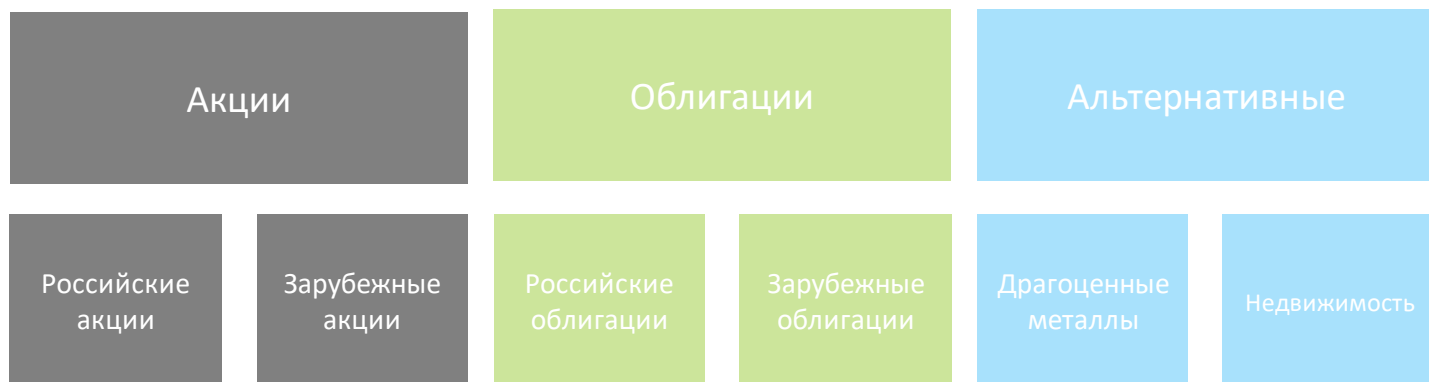 Акции
Облигации
Альтернативные
Российские
акции
Зарубежные
акции
Российские
облигации
Зарубежные
облигации
Драгоценные
металлы
Недвижимость